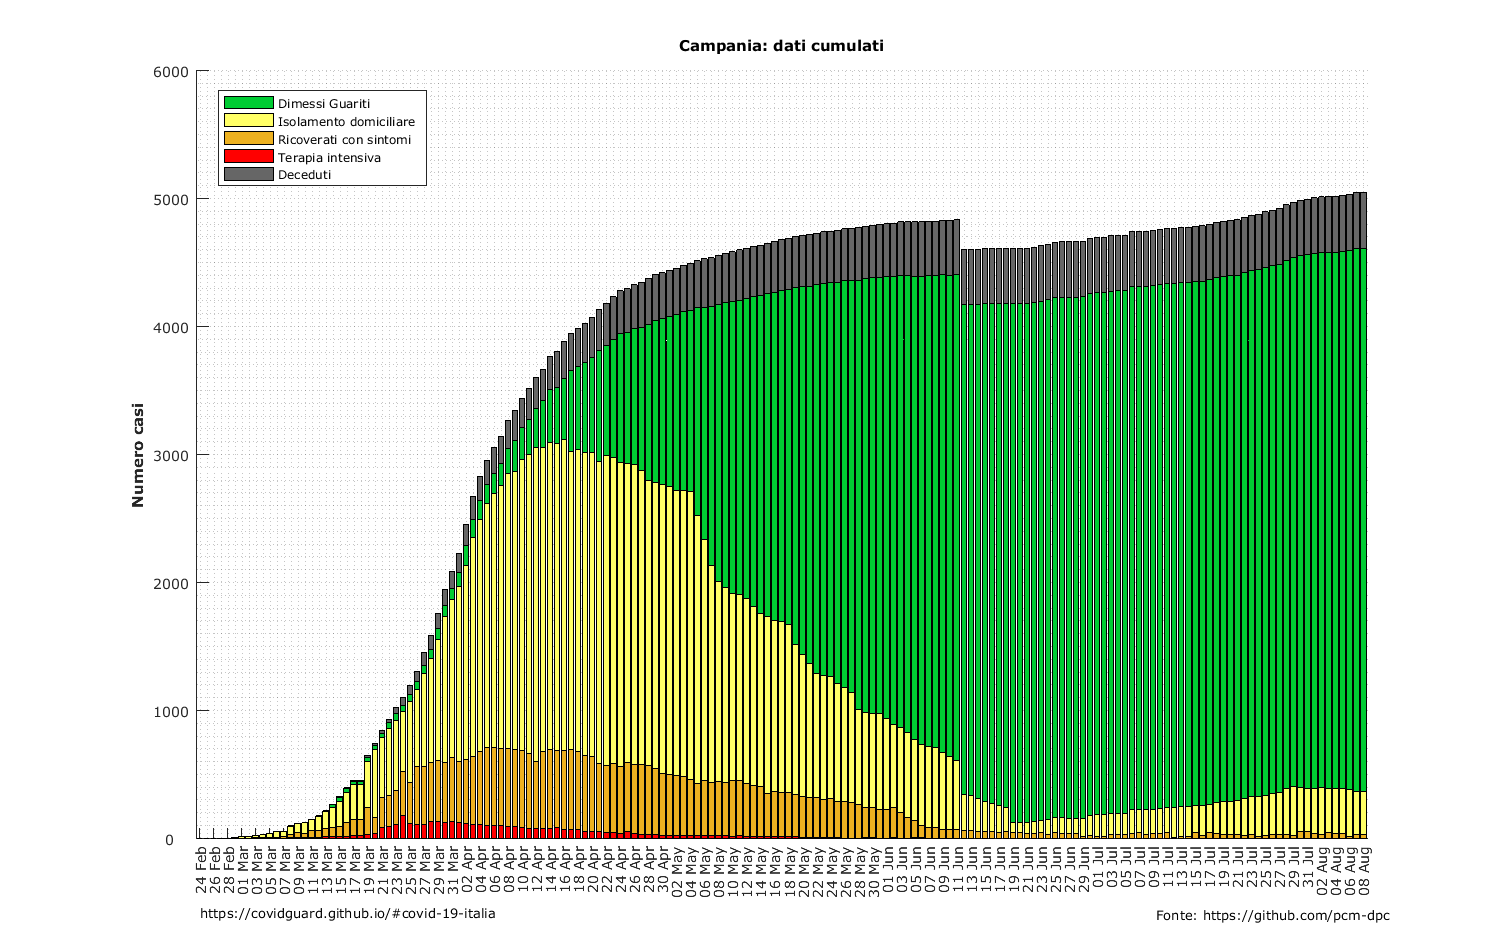 Campania: dati cumulati
6000
5000
4000
3000
2000
1000
0
Numero casi
Dimessi Guariti
Isolamento domiciliare
Ricoverati con sintomi
Terapia intensiva
Deceduti
24 Feb
26 Feb
28 Feb
01 Mar
03 Mar
05 Mar
07 Mar
09 Mar
11 Mar
13 Mar
15 Mar
17 Mar
19 Mar
21 Mar
23 Mar
25 Mar
27 Mar
29 Mar
31 Mar
02 Apr
04 Apr
06 Apr
08 Apr
10 Apr
12 Apr
14 Apr
16 Apr
18 Apr
20 Apr
22 Apr
24 Apr
26 Apr
28 Apr
30 Apr
02 May
04 May
06 May
08 May
10 May
12 May
14 May
16 May
18 May
20 May
22 May
24 May
26 May
28 May
30 May
01 Jun
03 Jun
05 Jun
07 Jun
09 Jun
11 Jun
13 Jun
15 Jun
17 Jun
19 Jun
21 Jun
23 Jun
25 Jun
27 Jun
29 Jun
01 Jul
03 Jul
05 Jul
07 Jul
09 Jul
11 Jul
13 Jul
15 Jul
17 Jul
19 Jul
21 Jul
23 Jul
25 Jul
27 Jul
29 Jul
31 Jul
02 Aug
04 Aug
06 Aug
08 Aug
https://covidguard.github.io/#covid-19-italia
Fonte: https://github.com/pcm-dpc